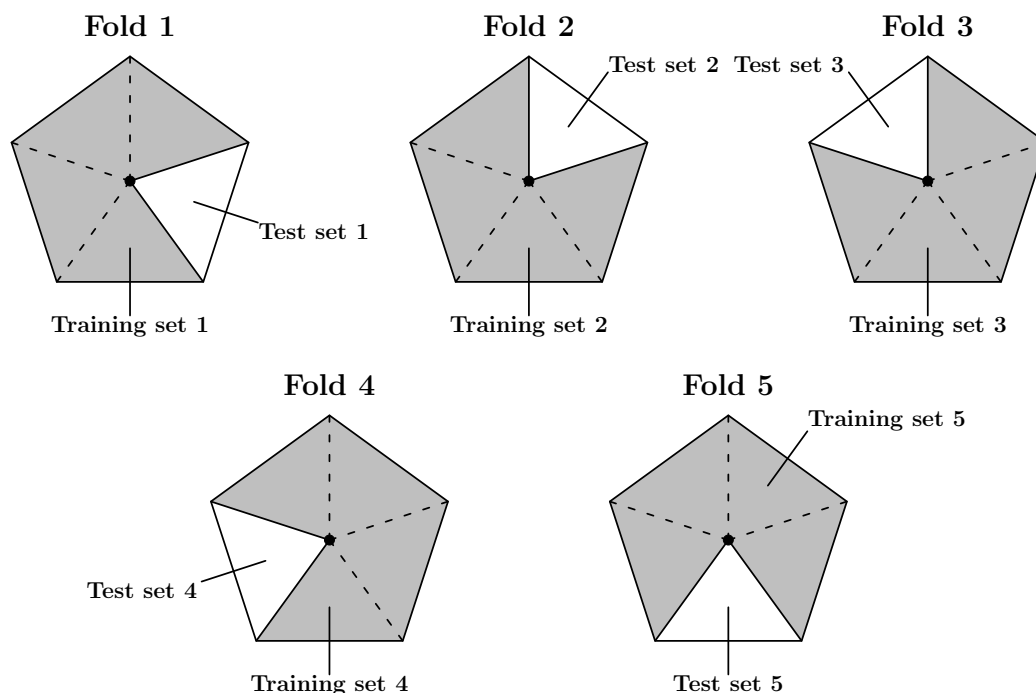 Fold 1
Fold 2
Fold 3
Test set 2
Test set 3
Test set 1
Training set 1
Training set 2
Training set 3
Fold 4
Fold 5
Training set 5
Test set 4
Training set 4
Test set 5